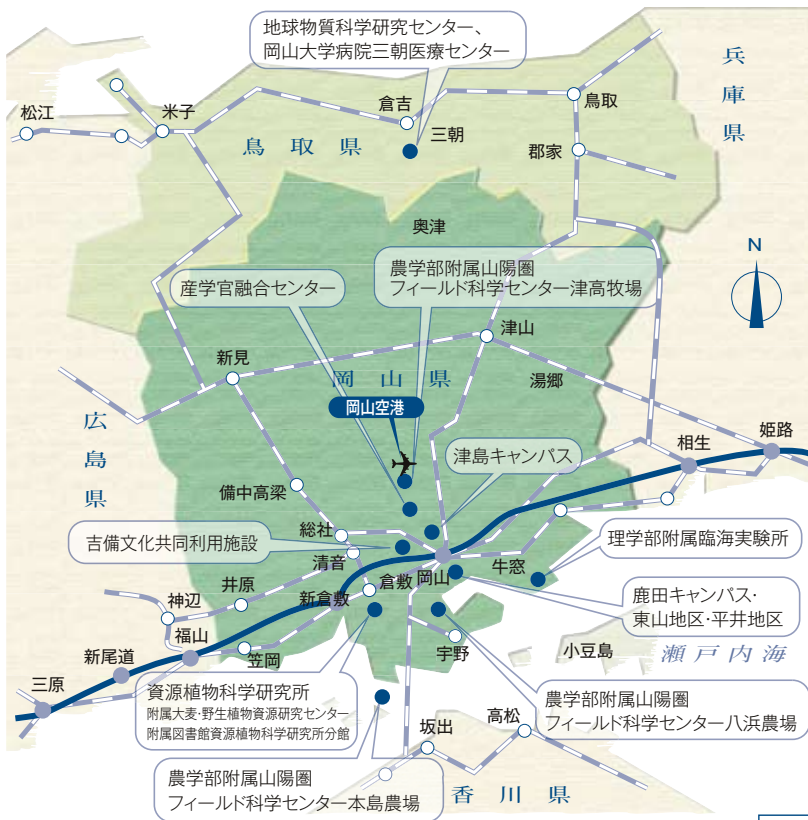 地球物質科学研究センター、
岡山大学病院三朝医療センター
兵庫県
松江
米子
倉吉
鳥取
三朝
鳥取県
郡家
奥津
N
産学官融合センター
農学部附属山陽圏
フィールド科学センター津高牧場
津山
新見
湯郷
岡山県
岡山空港
広島県
相生
姫路
津島キャンパス
備中高梁
総社
吉備文化共同利用施設
清音
理学部附属臨海実験所
牛窓
岡山
倉敷
新倉敷
井原
神辺
鹿田キャンパス・
東山地区・平井地区
福山
笠岡
宇野
小豆島
瀬戸内海
新尾道
三原
資源植物科学研究所
附属大麦・野生植物資源研究センター
附属図書館資源植物科学研究所分館
農学部附属山陽圏
フィールド科学センター八浜農場
坂出
高松
農学部附属山陽圏
フィールド科学センター本島農場
香川県